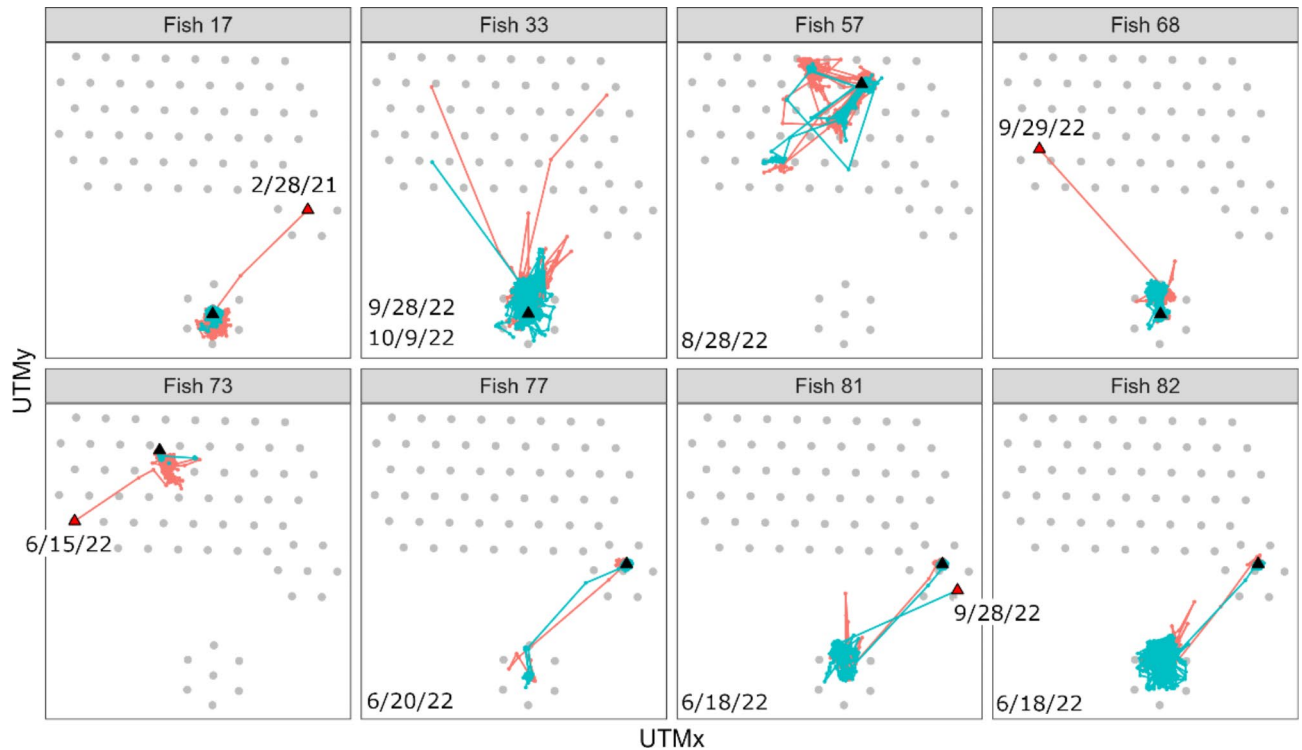 Fish 17
Fish 33
Fish 57
Fish 68
2/28/21
9/28/22
10/9/22
8/28/22
9/29/22
Fish 73
Fish 77
Fish 81
Fish 82
6/15/22
6/20/22
6/18/22
9/28/22
6/18/22
UTMy
UTMx